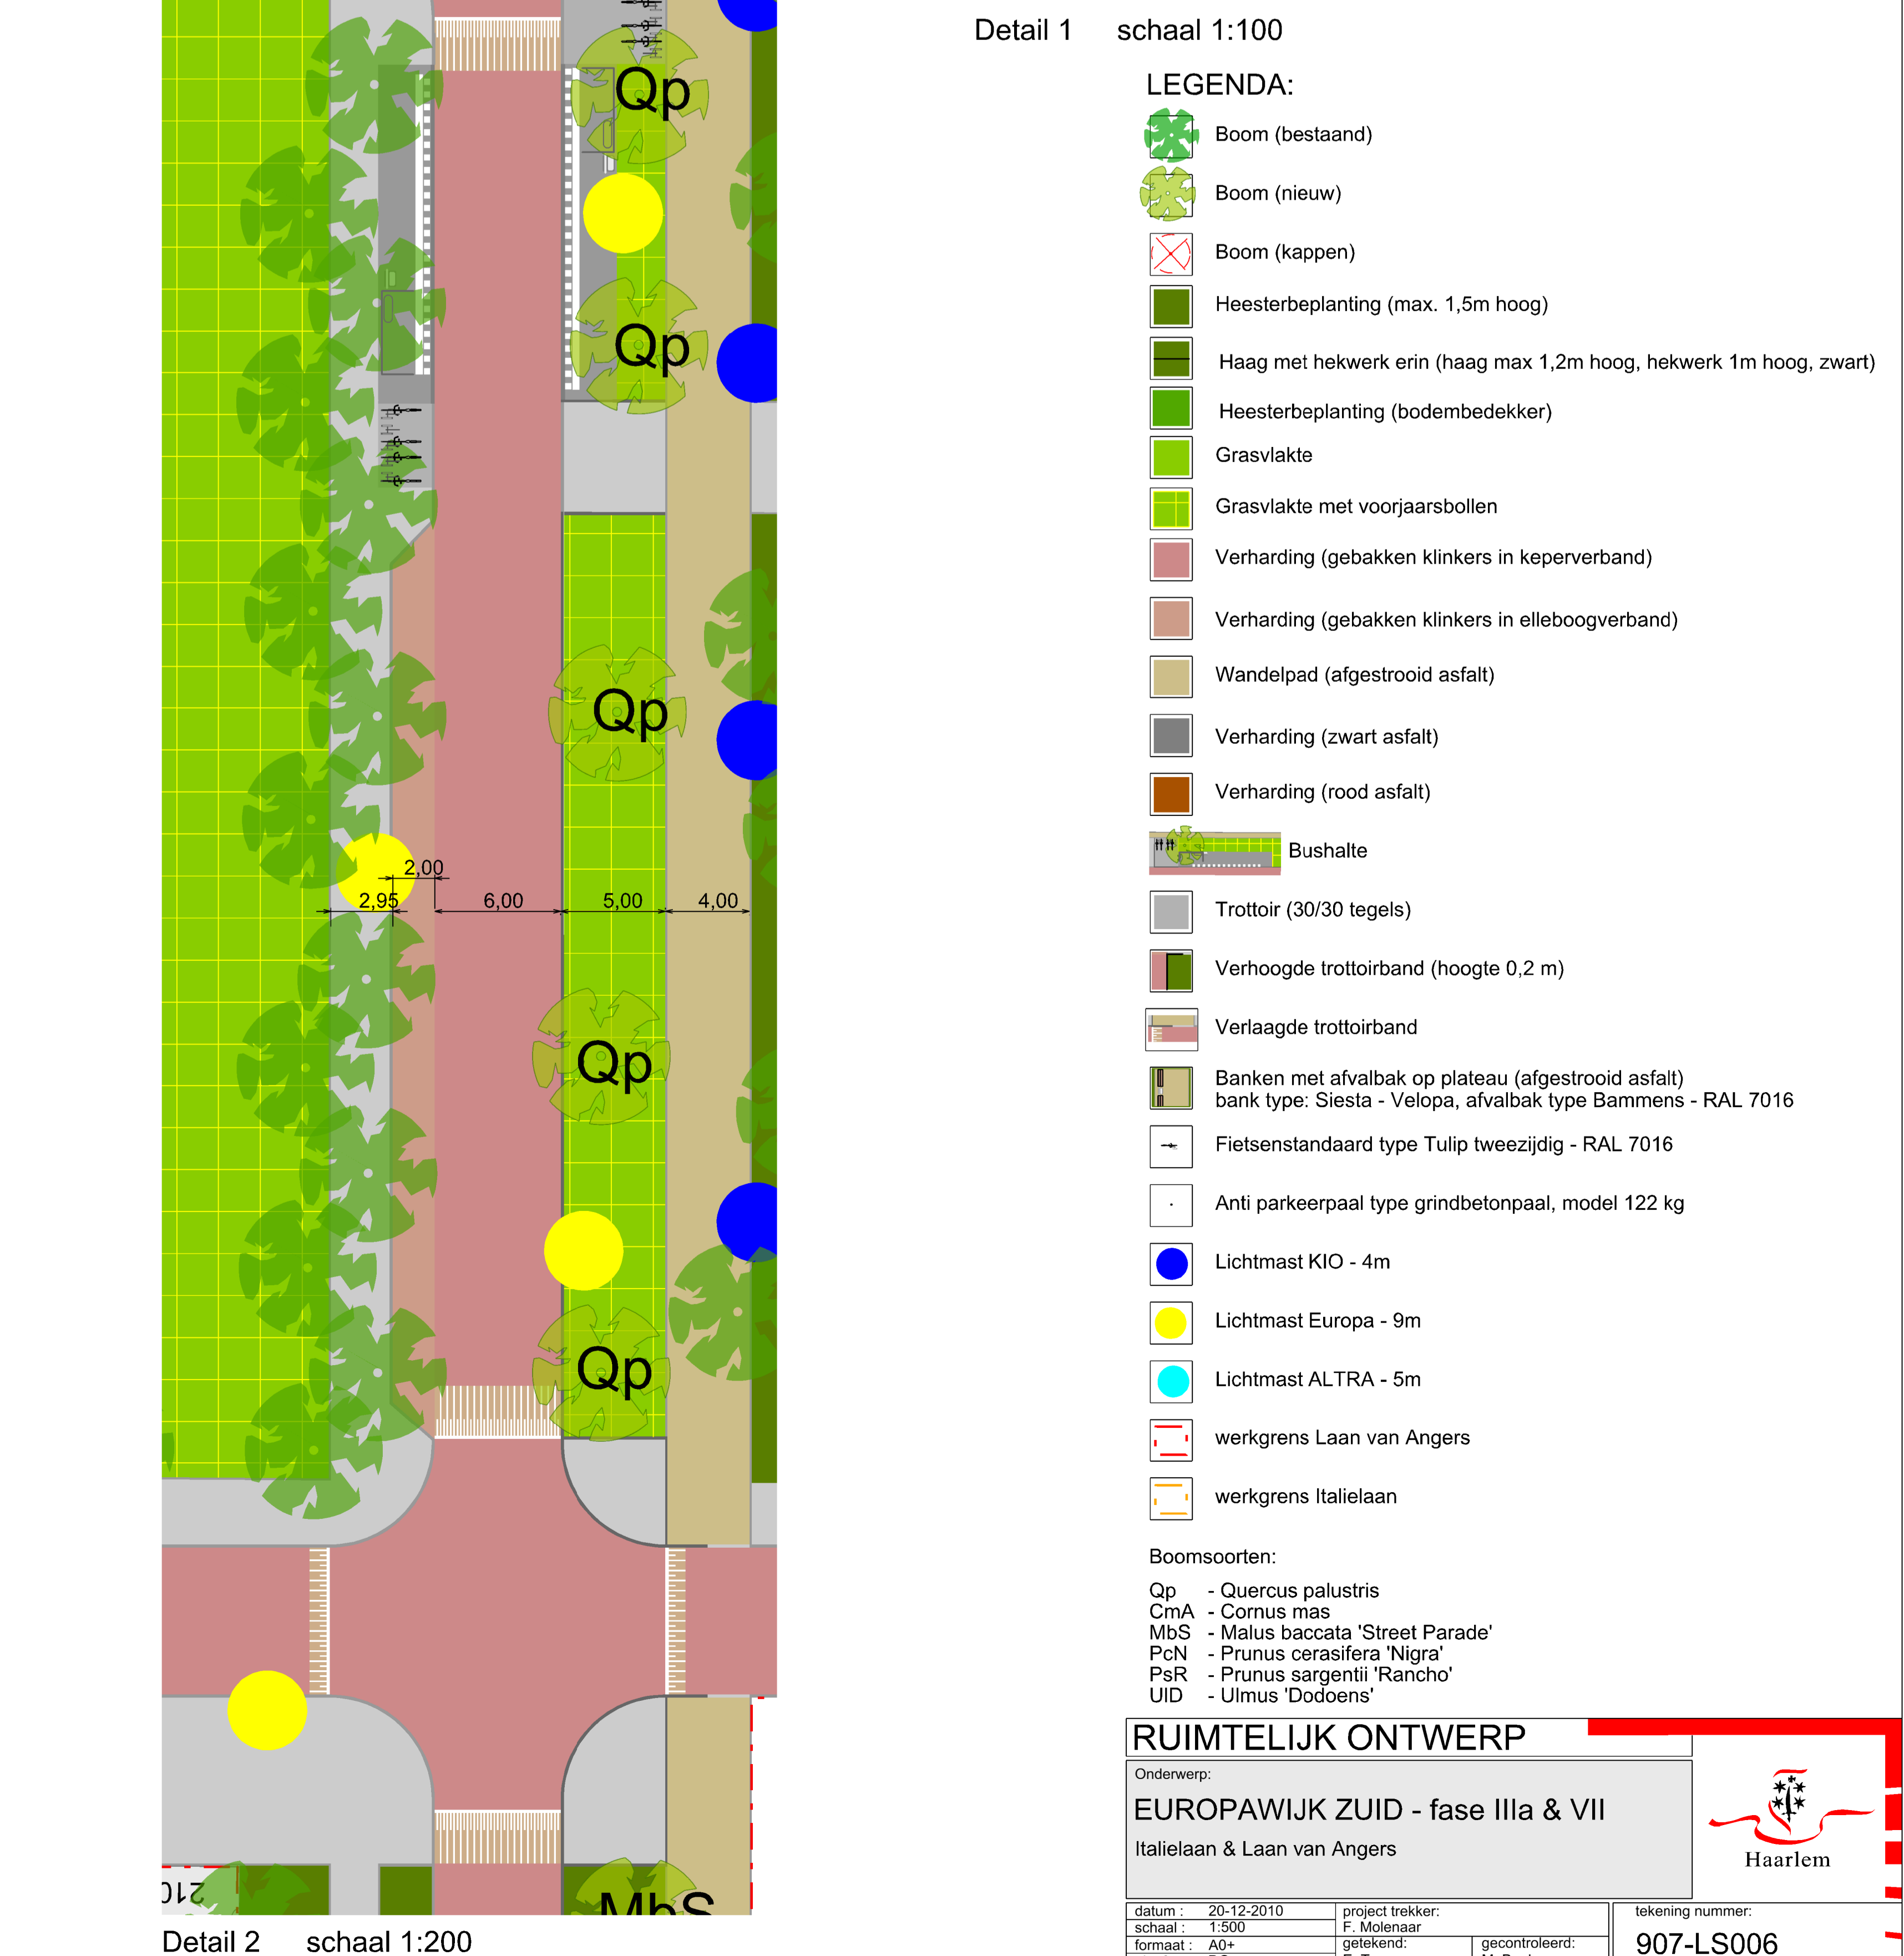 Detail 1 schaal 1:100
LEGENDA:
Boom (bestaand)
Boom (nieuw)
Boom (kappen)
Heesterbeplanting (max. 1,5m hoog)
Haag met hekwerk erin (haag max 1,2m hoog, hekwerk 1m hoog, zwart)
Heesterbeplanting (bodembedekker)
Grasvlakte
Grasvlakte met voorjaarsbollen
Verharding (gebakken klinkers in keperverband)
Verharding (gebakken klinkers in elleboogverband)
Wandelpad (afgestrooid asfalt)
Verharding (zwart asfalt)
Verharding (rood asfalt)
Bushalte
Trottoir (30/30 tegels)
Verhoogde trottoirband (hoogte 0,2 m)
Verlaagde trottoirband
Banken met afvalbak op plateau (afgestrooid asfalt)
bank type: Siesta - Velopa, afvalbak type Bammens - RAL 7016
Fietsenstandaard type Tulip tweezijdig - RAL 7016
Anti parkeerpaal type grindbetonpaal, model 122 kg
Lichtmast KIO - 4m
Lichtmast Europa - 9m
Lichtmast ALTRA - 5m
werkgrens Laan van Angers
werkgrens Italielaan
Boomsoorten:
Qp - Quercus palustris
CmA - Cornus mas
MbS - Malus baccata 'Street Parade'
PcN - Prunus cerasifera 'Nigra'
PsR - Prunus sargentii 'Rancho'
UlD - Ulmus 'Dodoens'
RUIMTELIJK ONTWERP
Onderwerp:
EUROPAWIJK ZUID - fase IIIa & VII
Italielaan & Laan van Angers
Haarlem
datum : 20-12-2010
schaal : 1:500
formaat : A0+
project trekker:
F. Molenaar
getekend:
gecontroleerd:
tekening nummer:
907-LS006
Qp
Qp
Qp
2,00
2,95 6,00 5,00 4,00
Qp
Qp
MbS
210
Detail 2 schaal 1:200